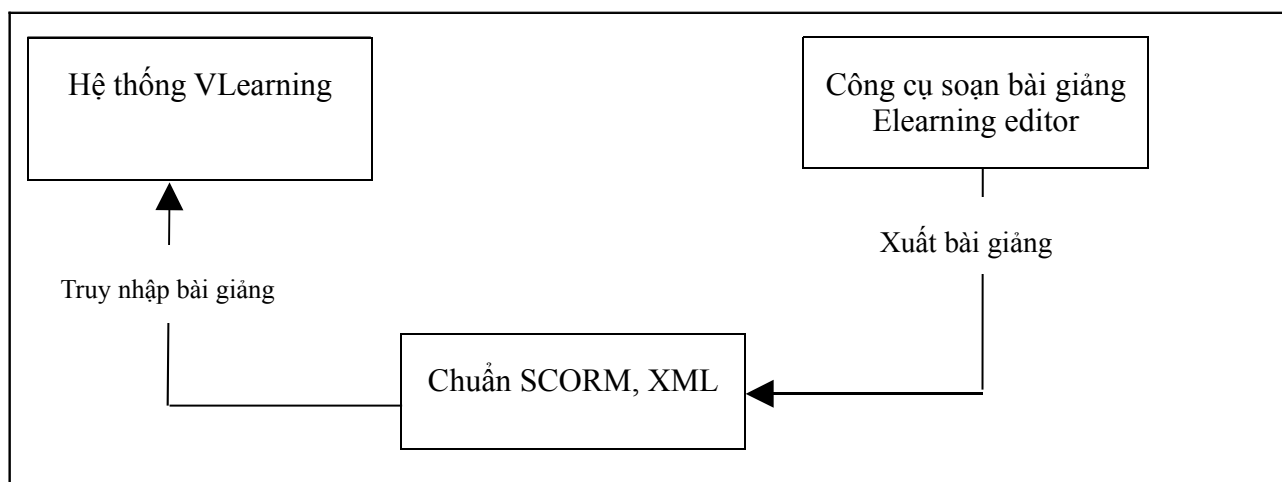 Hệ thống VLearning
Công cụ soạn bài giảng
Elearning editor
Xuất bài giảng
Truy nhập bài giảng
Chuẩn SCORM, XML